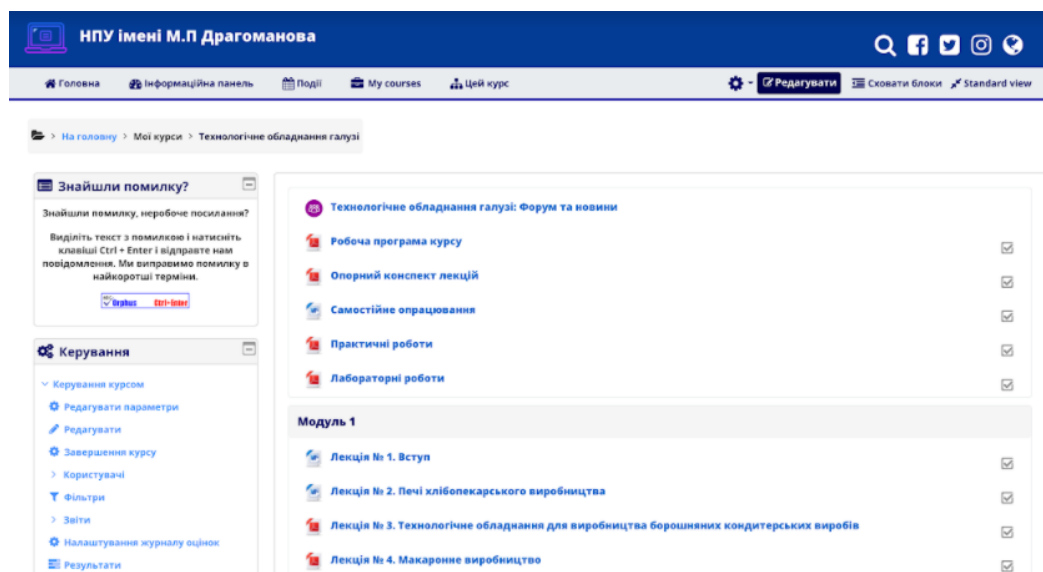 НПУ імені М.П Драгоманова
Головна Інформаційна панель Події My courses Цей курс Редагувати Сховати блоки Standard view
> На головну > Мої курси > Технологічне обладнання галузі
Знайшли помилку?
Знайшли помилку, неробоче посилання?
Виділіть текст з помилкою і натисніть
клавіші Ctrl + Enter і відправте нам
повідомлення. Ми виправимо помилку в
найкоротші терміни.
Orphus Ctrl+Enter
Керування
Керування курсом
Редагувати параметри
Редагувати
Завершення курсу
Користувачі
Фільтри
Звіти
Налаштування журналу оцінок
Результати
Технологічне обладнання галузі: Форум та новини
Робоча програма курсу
Опорний конспект лекцій
Самостійне опрацювання
Практичні роботи
Лабораторні роботи
Модуль 1
Лекція № 1. Вступ
Лекція № 2. Печі хлібопекарського виробництва
Лекція № 3. Технологічне обладнання для виробництва борошняних кондитерських виробів
Лекція № 4. Макаронне виробництво